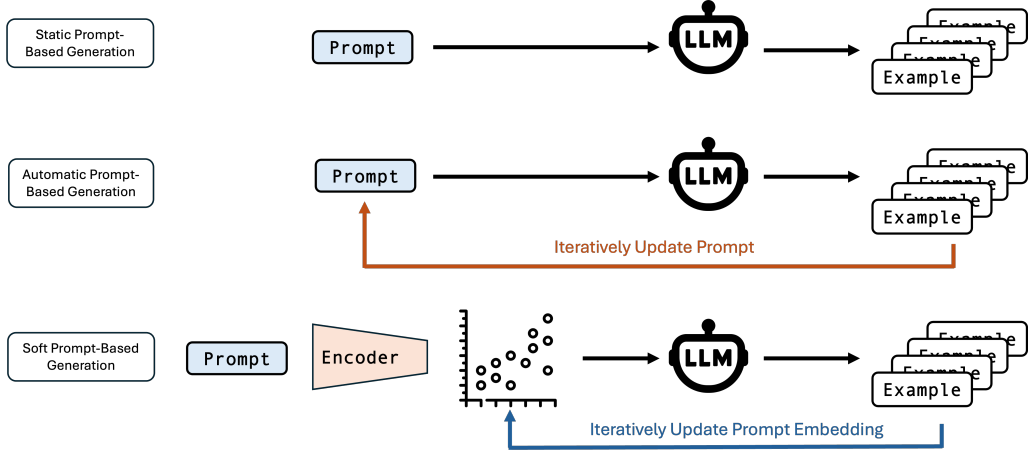 Static Prompt-
Based Generation
Prompt
LLM
Example
Example
Example
Example
Automatic Prompt-
Based Generation
Prompt
LLM
Example
Example
Example
Example
Iteratively Update Prompt
Soft Prompt-Based
Generation
Prompt
Encoder
LLM
Example
Example
Example
Example
Iteratively Update Prompt Embedding